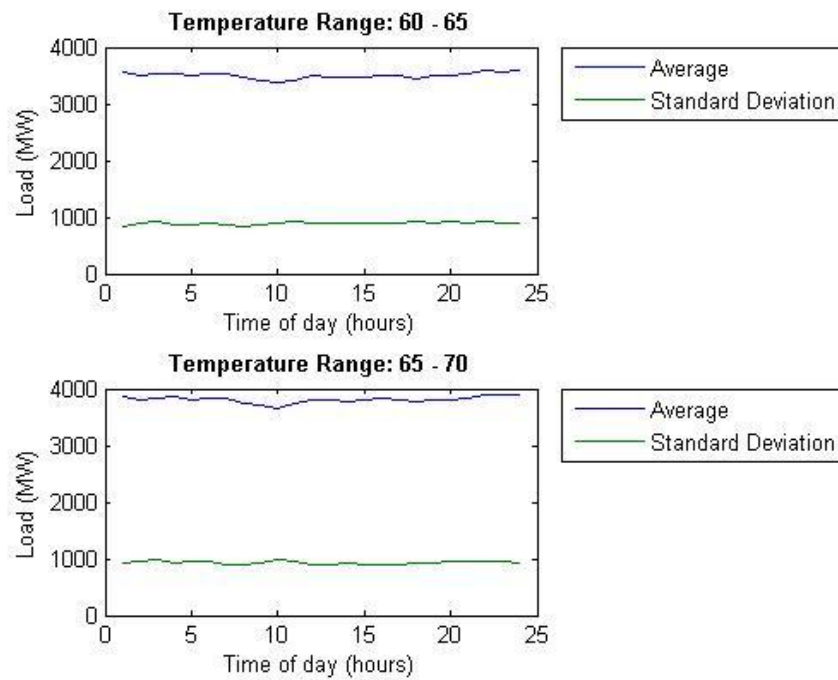 Temperature Range: 60 - 65
4000
3000
2000
1000
0
Load (MW)
0 5 10 15 20 25
Time of day (hours)
Average
Standard Deviation
Temperature Range: 65 - 70
4000
3000
2000
1000
0
Load (MW)
0 5 10 15 20 25
Time of day (hours)
Average
Standard Deviation